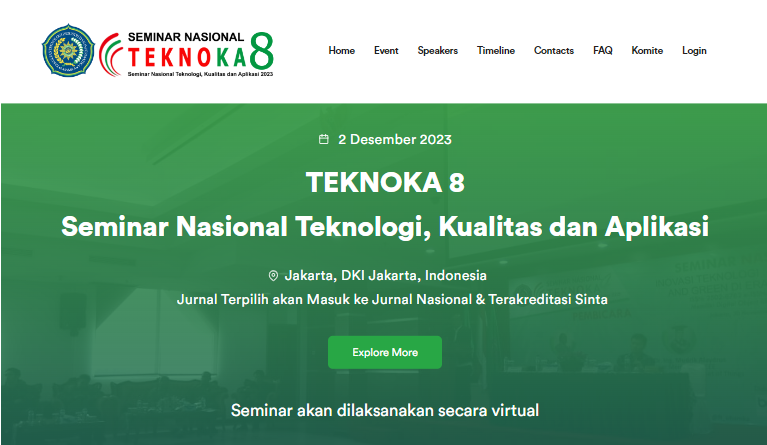 SEMINAR NASIONAL
TEKNOKA 8
Seminar Nasional Teknologi, Kualitas dan Aplikasi 2023
Home Event Speakers Timeline Contacts FAQ Komite Login
2 Desember 2023
TEKNOKA 8
Seminar Nasional Teknologi, Kualitas dan Aplikasi
Jakarta, DKI Jakarta, Indonesia
Jurnal Terpilih akan Masuk ke Jurnal Nasional & Terakreditasi Sinta
Explore More
Seminar akan dilaksanakan secara virtual